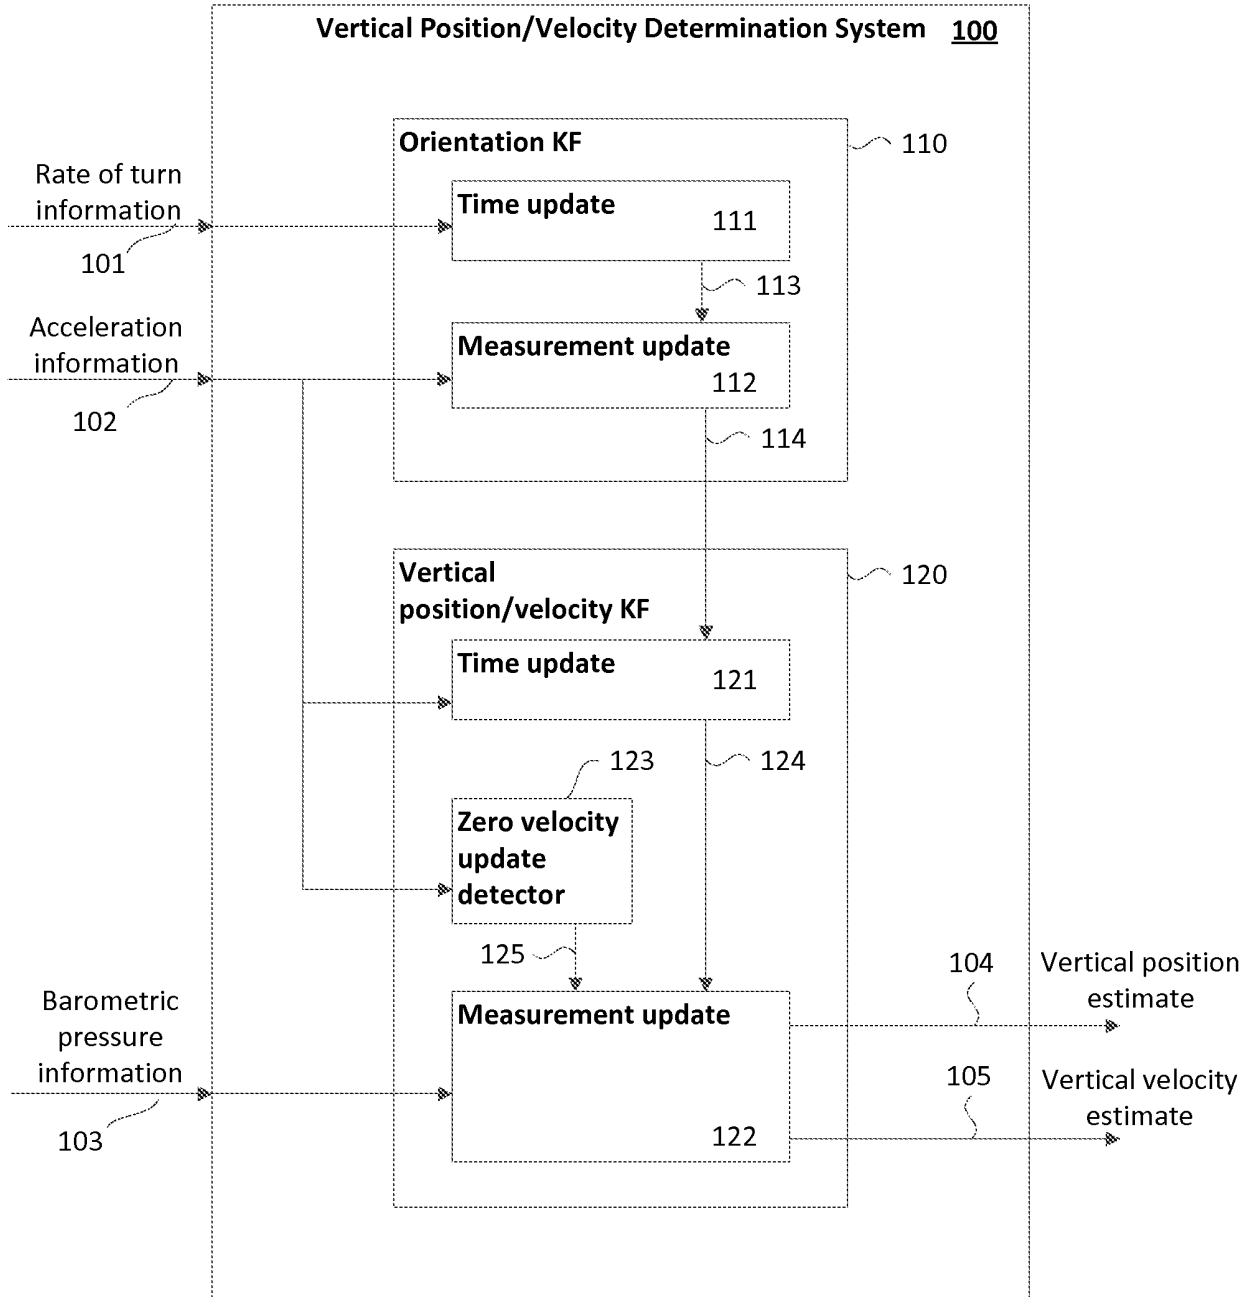 Vertical Position/Velocity Determination System 100
Orientation KF
110
Rate of turn
information
101
Time update
111
113
Acceleration
information
102
Measurement update
112
114
Vertical
position/velocity KF
120
Time update
121
123
124
Zero velocity
update
detector
125
104
Vertical position
estimate
Barometric
pressure
information
103
Measurement update
122
105
Vertical velocity
estimate